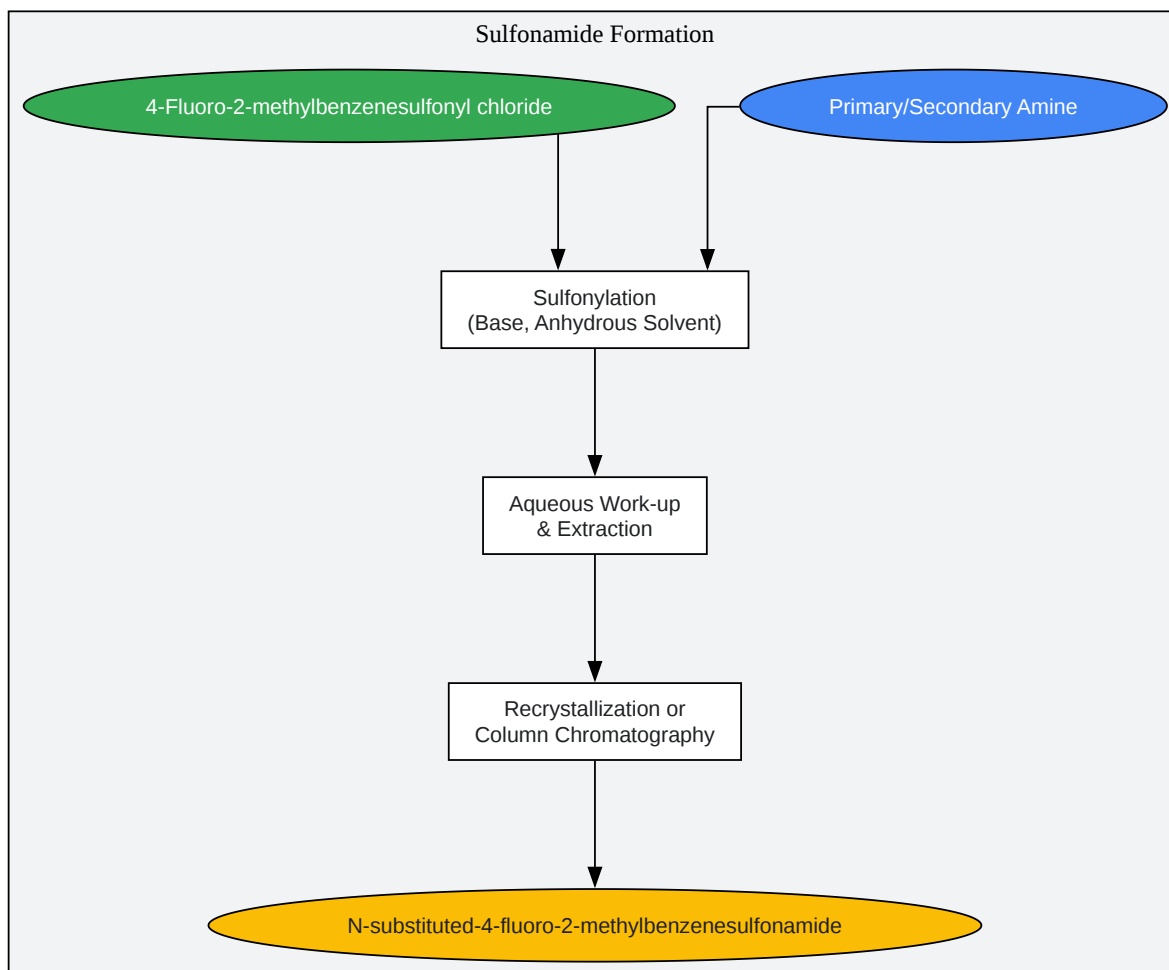 Sulfonamide Formation
4-Fluoro-2-methylbenzenesulfonyl chloride
Primary/Secondary Amine
Sulfonylation
(Base, Anhydrous Solvent)
Aqueous Work-up
& Extraction
Recrystallization or
Column Chromatography
N-substituted-4-fluoro-2-methylbenzenesulfonamide